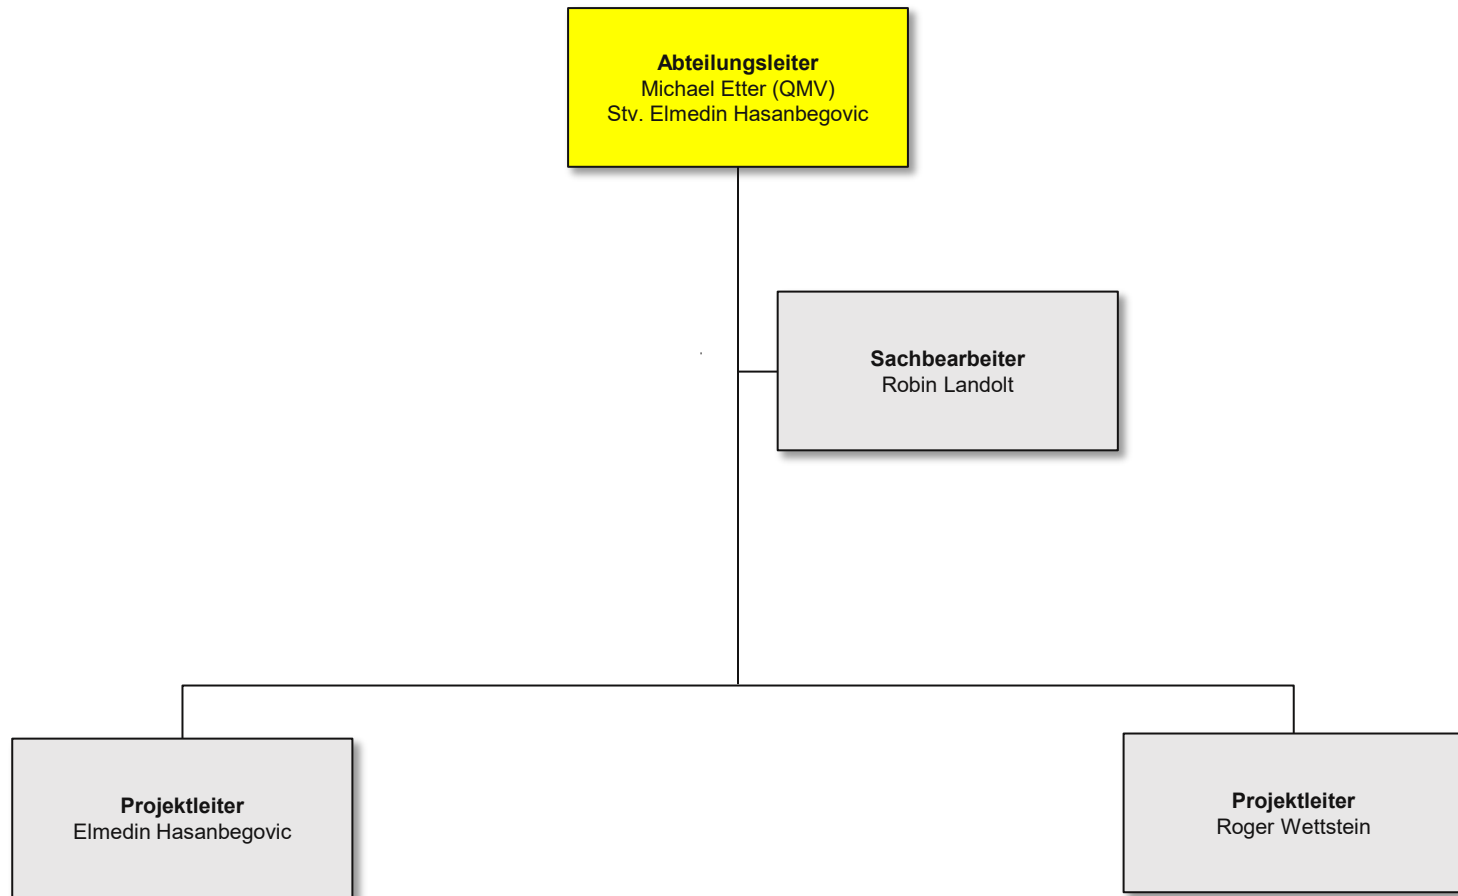 Abteilungsleiter
Michael Etter (QMV)
Stv. Elmedin Hasanbegovic
Sachbearbeiter
Robin Landolt
Projektleiter
Elmedin Hasanbegovic
Projektleiter
Roger Wettstein